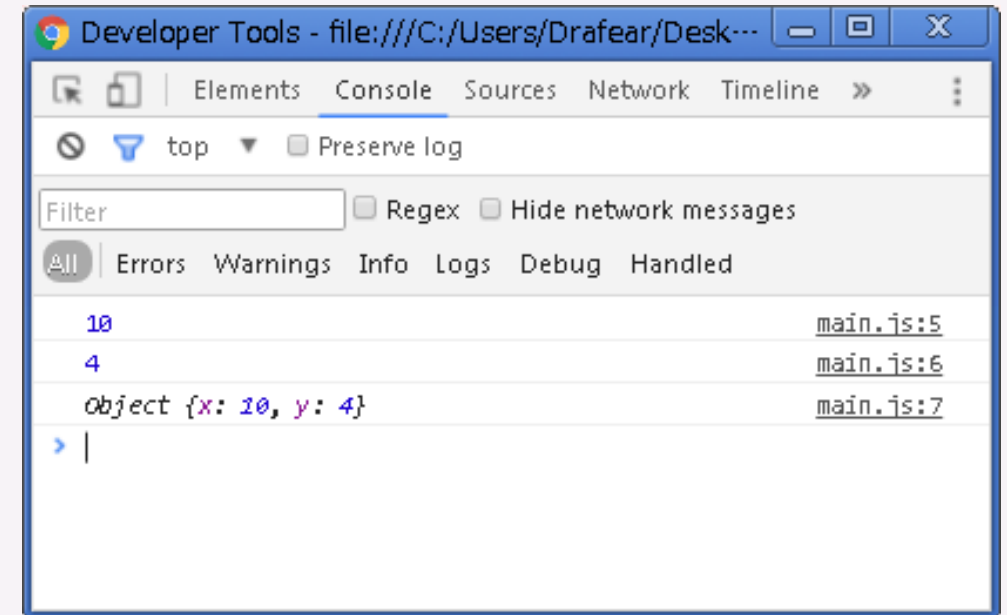 Developer Tools - file:///C:/Users/Drafear/Desk···
Elements Console Sources Network Timeline »
top ▼ Preserve log
Filter Regex Hide network messages
All Errors Warnings Info Logs Debug Handled
10 main.js:5
4 main.js:6
Object {x: 10, y: 4} main.js:7
>